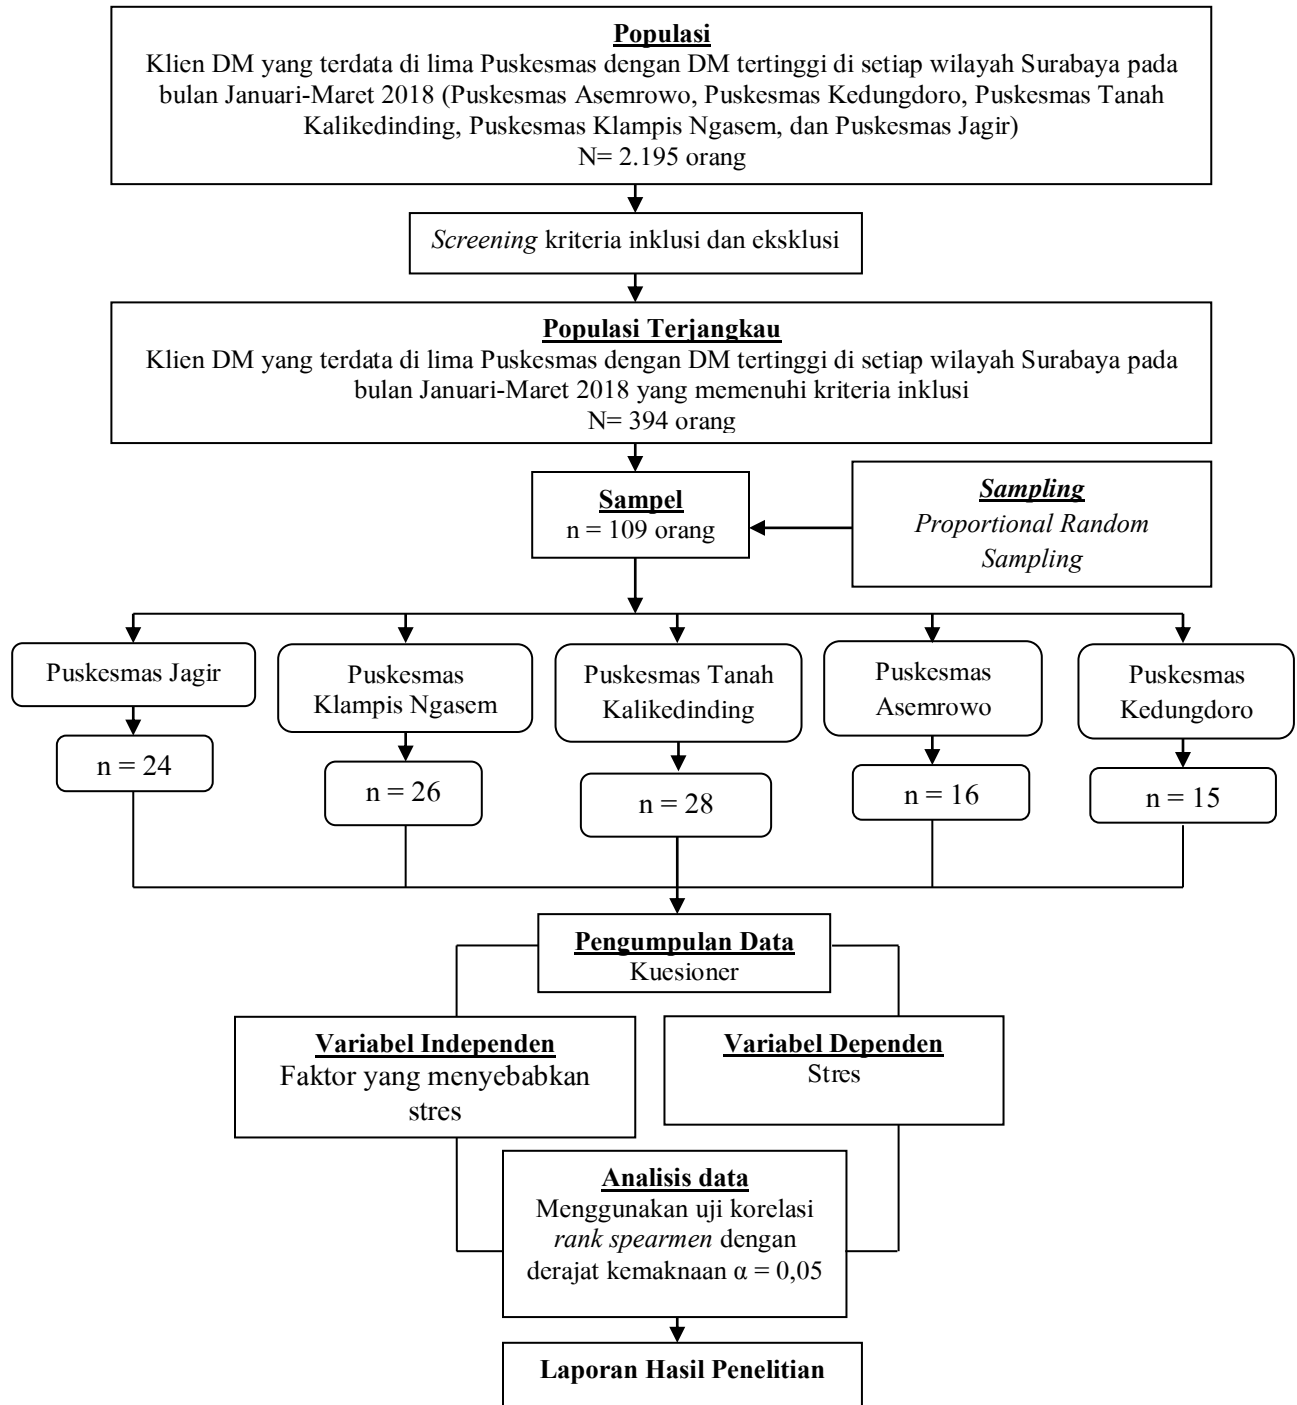 Populasi
Klien DM yang terdata di lima Puskesmas dengan DM tertinggi di setiap wilayah Surabaya pada
bulan Januari-Maret 2018 (Puskesmas Asemrowo, Puskesmas Kedungdoro, Puskesmas Tanah
Kalikedinding, Puskesmas Klampis Ngasem, dan Puskesmas Jagir)
N= 2.195 orang
Screening kriteria inklusi dan eksklusi
Populasi Terjangkau
Klien DM yang terdata di lima Puskesmas dengan DM tertinggi di setiap wilayah Surabaya pada
bulan Januari-Maret 2018 yang memenuhi kriteria inklusi
N= 394 orang
Sampel
n = 109 orang
Sampling
Proportional Random
Sampling
Puskesmas Jagir
Puskesmas
Klampis Ngasem
Puskesmas Tanah
Kalikedinding
Puskesmas
Asemrowo
Puskesmas
Kedungdoro
n = 24
n = 26
n = 28
n = 16
n = 15
Pengumpulan Data
Kuesioner
Variabel Independen
Faktor yang menyebabkan
stres
Variabel Dependen
Stres
Analisis data
Menggunakan uji korelasi
rank spearmen dengan
derajat kemaknaan α = 0,05
Laporan Hasil Penelitian